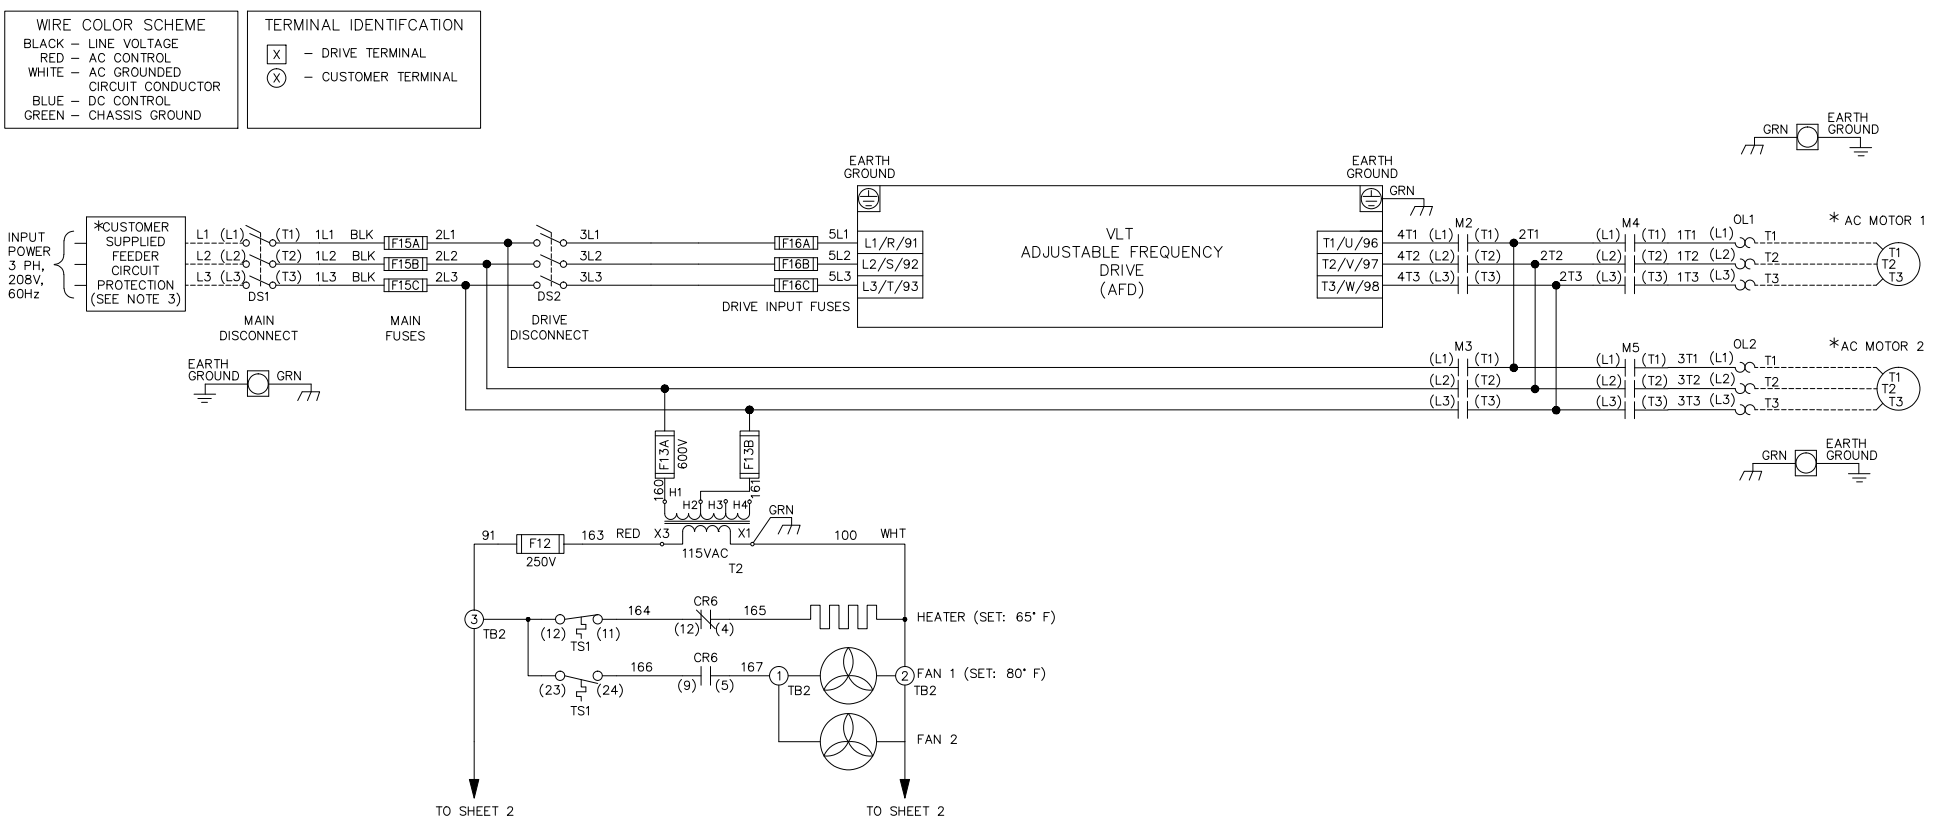 WIRE COLOR SCHEME
BLACK – LINE VOLTAGE
RED – AC CONTROL
WHITE – AC GROUNDED
CIRCUIT CONDUCTOR
BLUE – DC CONTROL
GREEN – CHASSIS GROUND
TERMINAL IDENTIFCATION
X – DRIVE TERMINAL
X – CUSTOMER TERMINAL
INPUT
POWER
3 PH,
208V,
60Hz
*CUSTOMER
SUPPLIED
FEEDER
CIRCUIT
PROTECTION
(SEE NOTE 3)
L1 (L1) (T1) 1L1 BLK F15A 2L1
L2 (L2) (T2) 1L2 BLK F15B 2L2
L3 (L3) (T3) 1L3 BLK F15C 2L3
DS1
MAIN
DISCONNECT
MAIN
FUSES
3L1
3L2
3L3
DS2
DRIVE
DISCONNECT
F16A 5L1
F16B 5L2
F16C 5L3
DRIVE INPUT FUSES
EARTH
GROUND
L1/R/91
L2/S/92
L3/T/93
VLT
ADJUSTABLE FREQUENCY
DRIVE
(AFD)
EARTH
GROUND
GRN
T1/U/96
T2/V/97
T3/W/98
M2
4T1 (L1) (T1) 2T1
4T2 (L2) (T2) 2T2
4T3 (L3) (T3) 2T3
M4
(L1) (T1) 1T1 (L1) T1
(L2) (T2) 1T2 (L2) T2
(L3) (T3) 1T3 (L3) T3
OL1
* AC MOTOR 1
T1
T2
T3
GRN
EARTH
GROUND
M3
(L1) (T1)
(L2) (T2)
(L3) (T3)
M5
(L1) (T1) 3T1 (L1) T1
(L2) (T2) 3T2 (L2) T2
(L3) (T3) 3T3 (L3) T3
OL2
* AC MOTOR 2
T1
T2
T3
GRN
EARTH
GROUND
EARTH
GROUND
GRN
F13A
600V
F13B
160
161
H1
H2
H3
H4
GRN
91
F12
250V
163 RED X3
115VAC
X1
T2
100 WHT
3
TB2
(12) (11)
TS1
164
CR6
(12) (4)
165
HEATER (SET: 65° F)
(23) (24)
TS1
166
CR6
(9) (5)
167
1
TB2
2
TB2
FAN 1 (SET: 80° F)
FAN 2
TO SHEET 2
TO SHEET 2